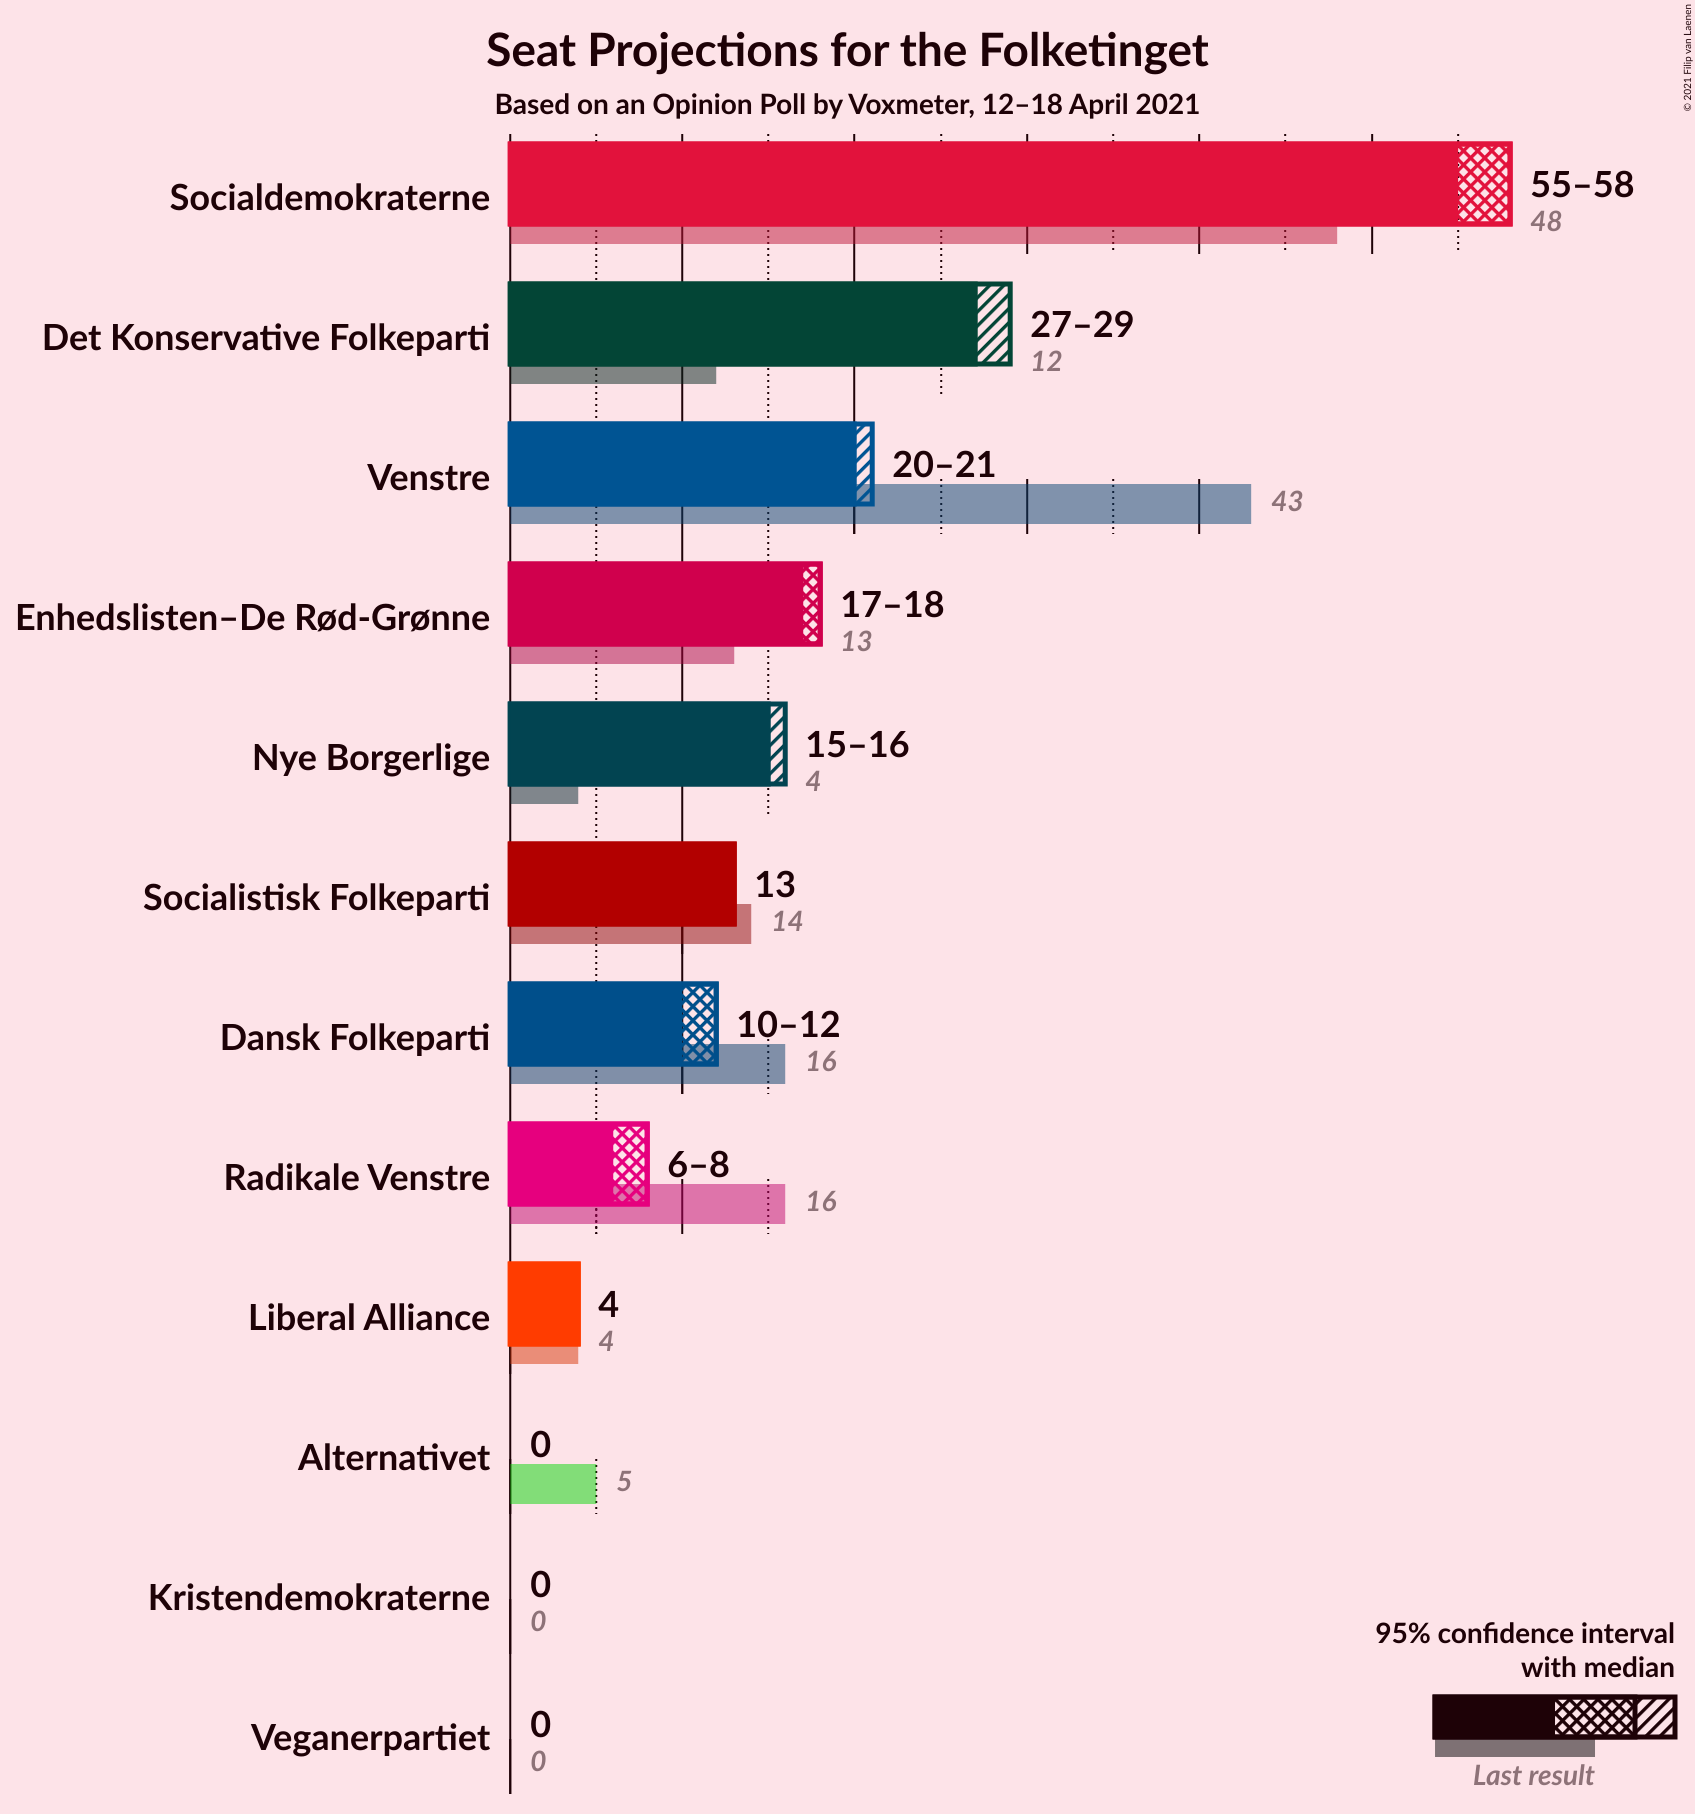 Seat Projections for the Folketinget
Based on an Opinion Poll by Voxmeter, 12–18 April 2021
© 2021 Filip van Laenen
Socialdemokraterne
55–58
48
Det Konservative Folkeparti
27–29
12
Venstre
20–21
43
Enhedslisten–De Rød-Grønne
17–18
13
Nye Borgerlige
15–16
4
Socialistisk Folkeparti
13
14
Dansk Folkeparti
10–12
16
Radikale Venstre
6–8
16
Liberal Alliance
4
4
Alternativet
0
5
Kristendemokraterne
0
0
Veganerpartiet
0
0
95% confidence interval
with median
Last result